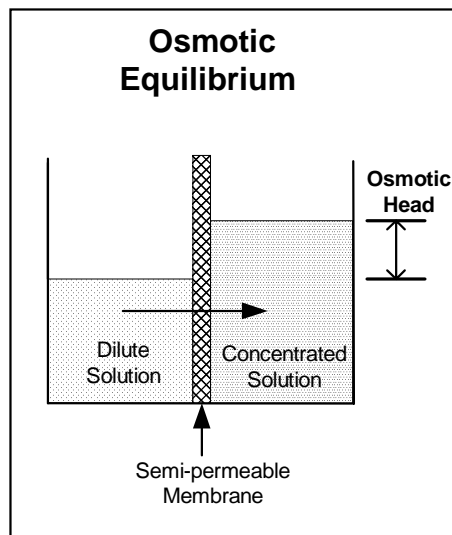 Osmotic
Equilibrium
Osmotic
Head
Dilute
Solution
Concentrated
Solution
Semi-permeable
Membrane